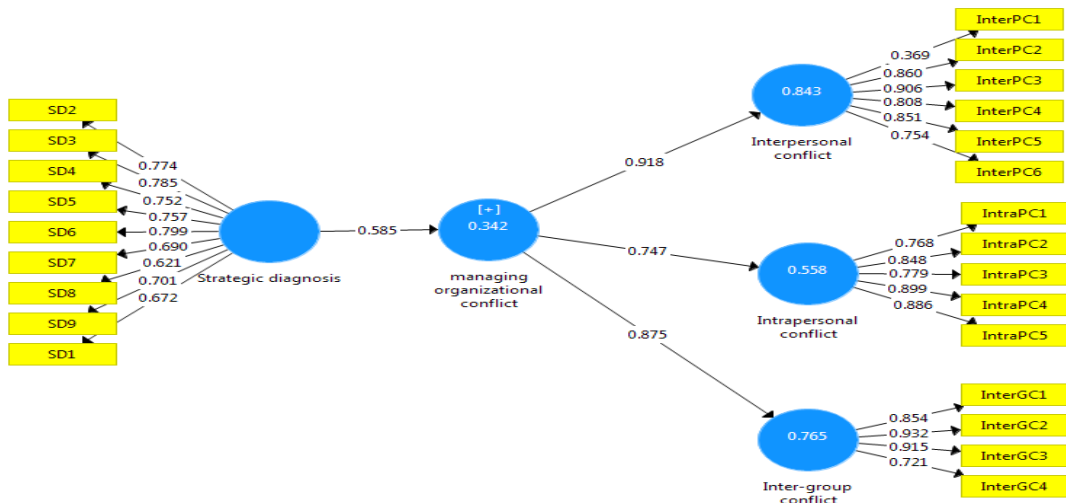 SD2
SD3
SD4
SD5
SD6
SD7
SD8
SD9
SD1
0.774
0.785
0.752
0.757
0.799
0.690
0.621
0.701
0.672
Strategic diagnosis
0.585
[+]
0.342
managing
organizational
conflict
0.918
0.747
0.875
0.843
Interpersonal
conflict
0.369
0.860
0.906
0.808
0.851
0.754
InterPC1
InterPC2
InterPC3
InterPC4
InterPC5
InterPC6
0.558
Intrapersonal
conflict
0.768
0.848
0.779
0.899
0.886
IntraPC1
IntraPC2
IntraPC3
IntraPC4
IntraPC5
0.765
Inter-group
conflict
0.854
0.932
0.915
0.721
InterGC1
InterGC2
InterGC3
InterGC4